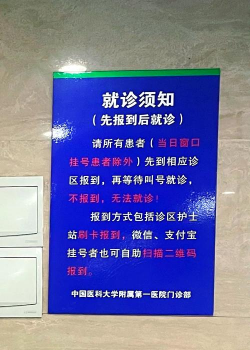 就诊须知
（先报到后就诊）
请所有患者（当日窗口
挂号患者除外）先到相应诊
区报到，再等待叫号就诊，
不报到，无法就诊！
报到方式包括诊区护士
站刷卡报到，微信、支付宝
挂号者也可自助扫描二维码
报到。
中国医科大学附属第一医院门诊部